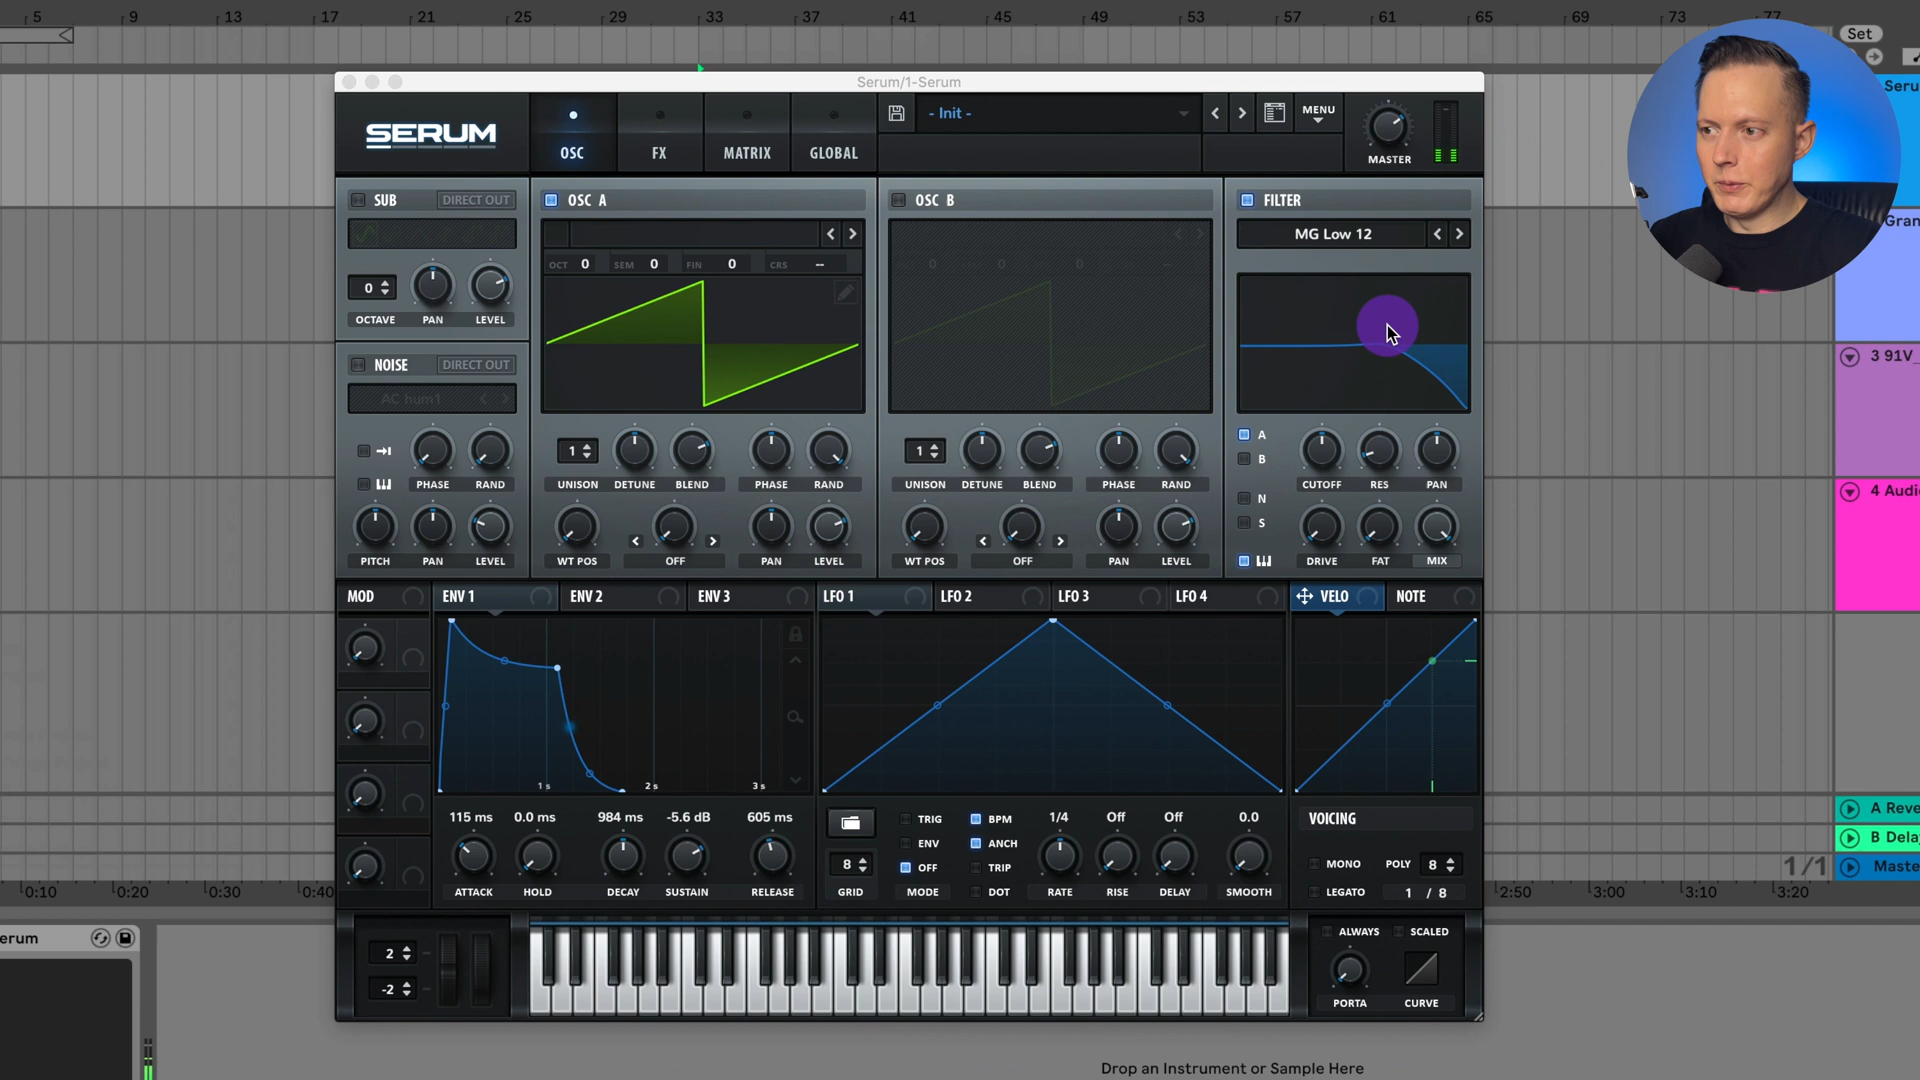 5 9 13 17 21 25 29 33 37 41 45 49 53 57 61 65 69 73 77
Set
Serum/1-Serum
SERUM
OSC FX MATRIX GLOBAL
- Init -
MENU
MASTER
Seru
SUB DIRECT OUT
OSC A
OSC B
FILTER
MG Low 12
Gran
OCT 0 SEM 0 FIN 0 CRS --
0
OCTAVE PAN LEVEL
NOISE DIRECT OUT
AC hum1
3 91V_
PHASE RAND
1
UNISON DETUNE BLEND PHASE RAND
1
UNISON DETUNE BLEND PHASE RAND
A
B
N
S
CUTOFF RES PAN
4 Audi
PITCH PAN LEVEL
WT POS OFF PAN LEVEL
WT POS OFF PAN LEVEL
DRIVE FAT MIX
MOD ENV 1 ENV 2 ENV 3 LFO 1 LFO 2 LFO 3 LFO 4 VELO NOTE
1 s 2 s 3 s
115 ms 0.0 ms 984 ms -5.6 dB 605 ms
ATTACK HOLD DECAY SUSTAIN RELEASE
8
GRID
TRIG BPM
ENV ANCH
OFF TRIP
MODE DOT
1/4 Off Off 0.0
RATE RISE DELAY SMOOTH
VOICING
MONO POLY 8
LEGATO 1 / 8
A Reve
B Dela
1/1 Maste
0:10 0:20 0:30 0:40 2:50 3:00 3:10 3:20
erum
2
-2
ALWAYS SCALED
PORTA CURVE
Drop an Instrument or Sample Here